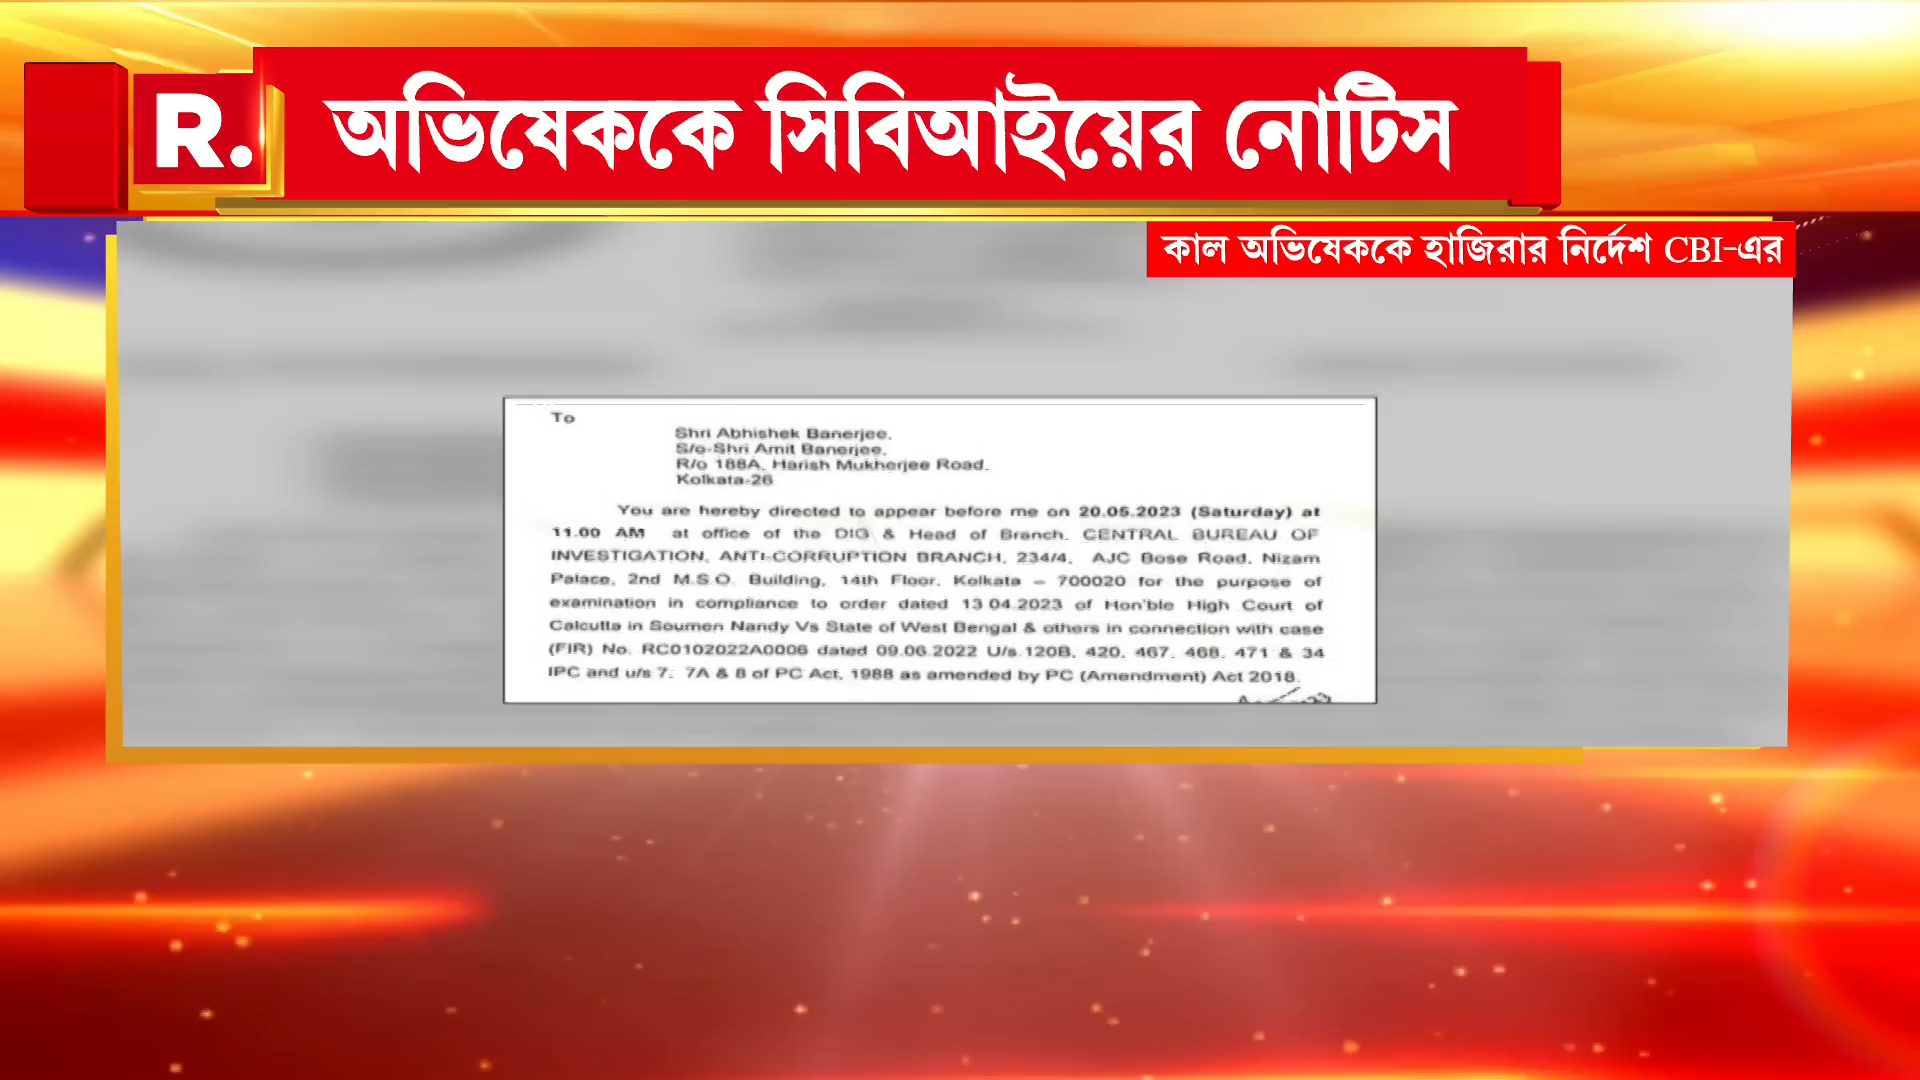 R.
অভিষেককে সিবিআইয়ের নোটিস
কাল অভিষেককে হাজিরার নির্দেশ CBI-এর
To
Shri Abhishek Banerjee,
S/o-Shri Amit Banerjee,
R/o 188A, Harish Mukherjee Road,
Kolkata-26
You are hereby directed to appear before me on 20.05.2023 (Saturday) at
11.00 AM at office of the DIG & Head of Branch, CENTRAL BUREAU OF
INVESTIGATION, ANTI-CORRUPTION BRANCH, 234/4, AJC Bose Road, Nizam
Palace, 2nd M.S.O. Building, 14th Floor, Kolkata – 700020 for the purpose of
examination in compliance to order dated 13.04.2023 of Hon'ble High Court of
Calcutta in Soumen Nandy Vs State of West Bengal & others in connection with case
(FIR) No. RC0102022A0006 dated 09.06.2022 U/s 120B, 420, 467, 468, 471 & 34
IPC and u/s 7, 7A & 8 of PC Act, 1988 as amended by PC (Amendment) Act 2018.